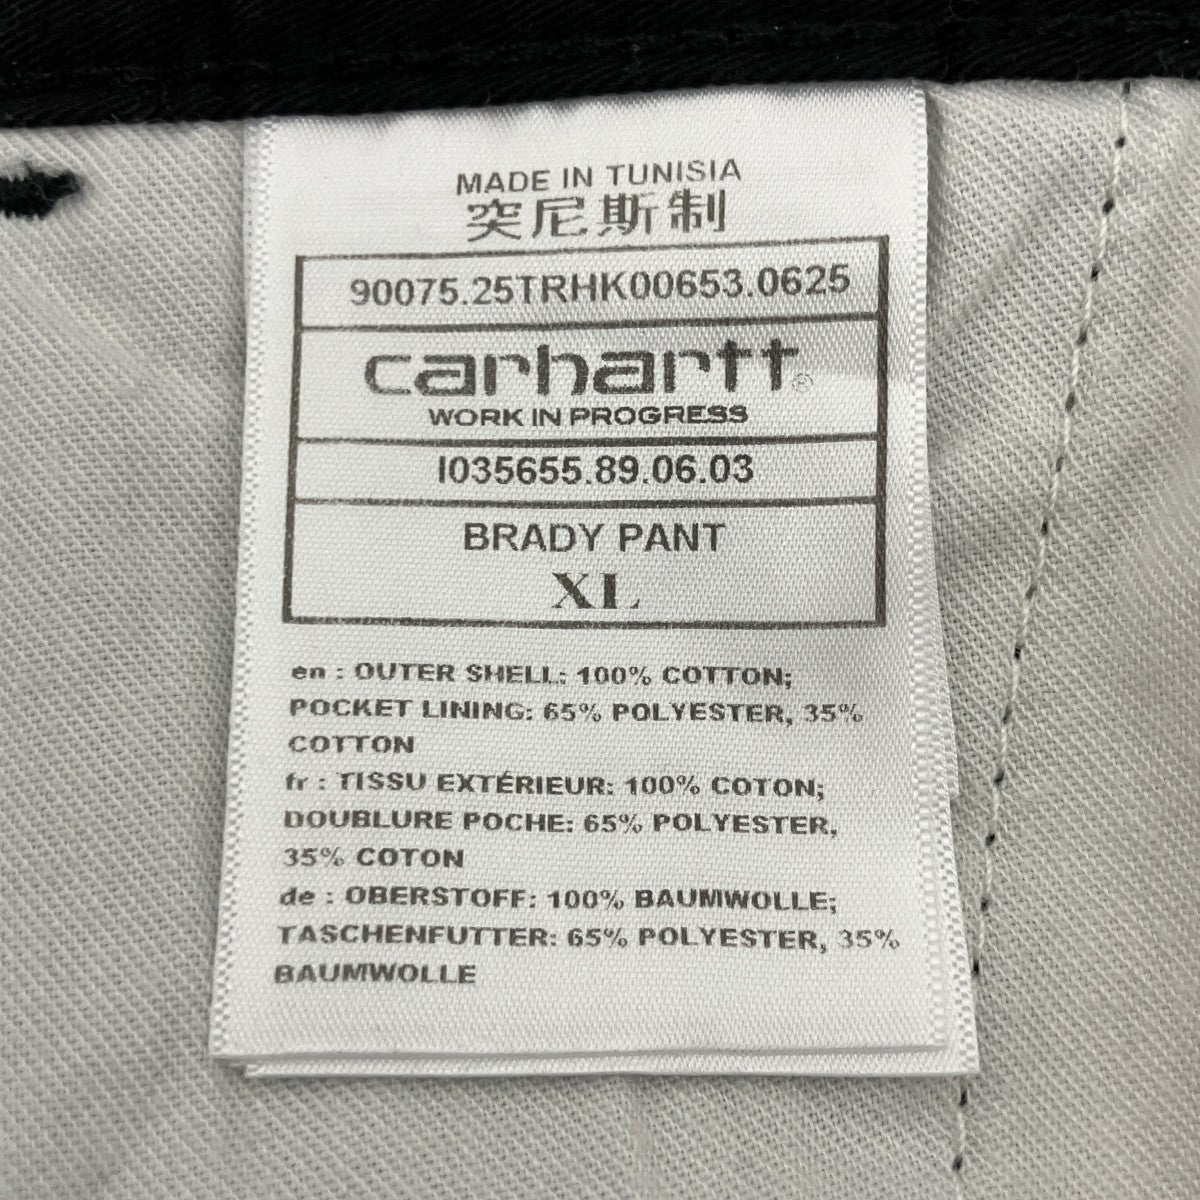 MADE IN TUNISIA
突尼斯制
90075.25TRHK00653.0625
carhartt®
WORK IN PROGRESS
I035655.89.06.03
BRADY PANT
XL
en : OUTER SHELL: 100% COTTON;
POCKET LINING: 65% POLYESTER, 35%
COTTON
fr : TISSU EXTÉRIEUR: 100% COTON;
DOUBLURE POCHE: 65% POLYESTER,
35% COTON
de : OBERSTOFF: 100% BAUMWOLLE;
TASCHENFUTTER: 65% POLYESTER, 35%
BAUMWOLLE